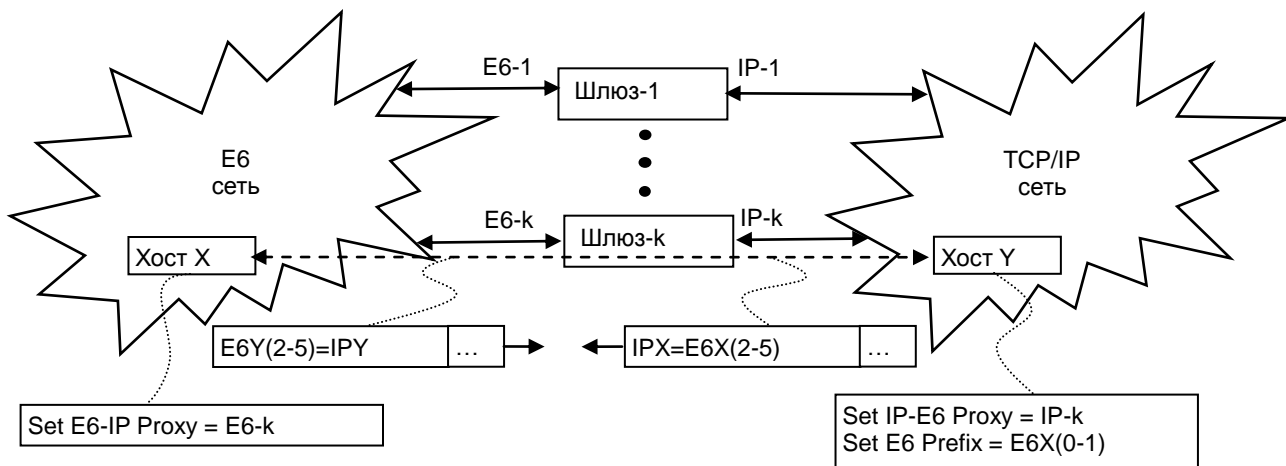 E6-1
IP-1
Шлюз-1
E6
сеть
TCP/IP
сеть
E6-k
IP-k
Шлюз-k
Хост X
Хост Y
E6Y(2-5)=IPY
…
IPX=E6X(2-5)
…
Set E6-IP Proxy = E6-k
Set IP-E6 Proxy = IP-k
Set E6 Prefix = E6X(0-1)